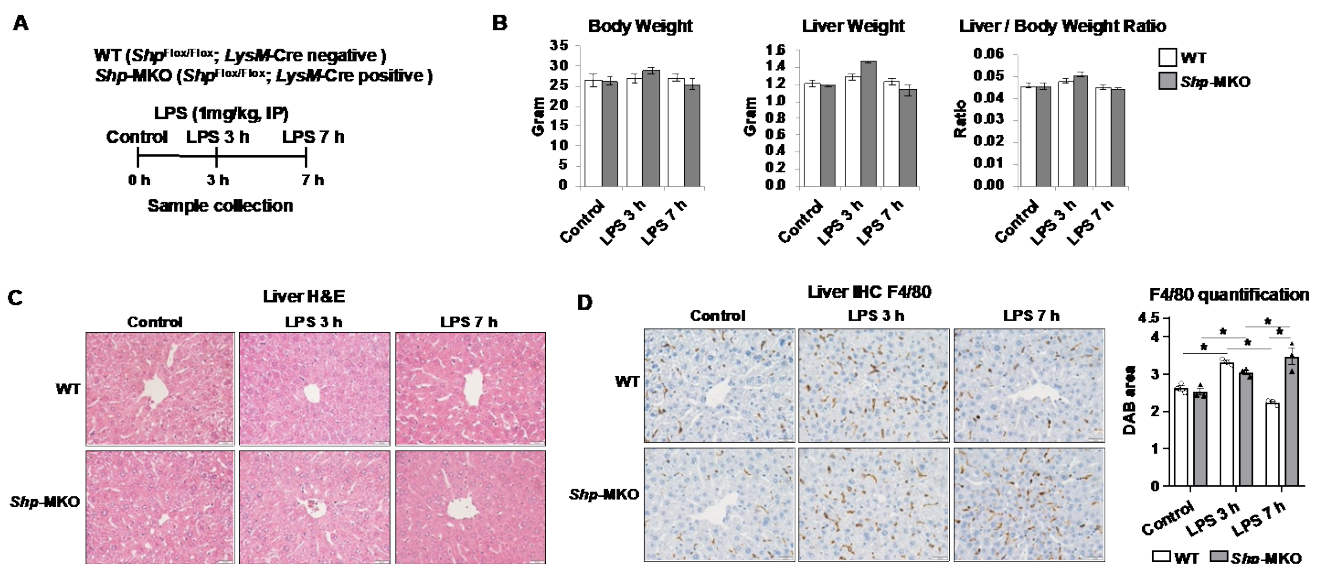 A
WT (Shp^Flox/Flox; LysM-Cre negative )
Shp-MKO (Shp^Flox/Flox; LysM-Cre positive )
LPS (1mg/kg, IP)
Control LPS 3 h LPS 7 h
0 h 3 h 7 h
Sample collection
B
Body Weight
Gram
35
30
25
20
15
10
5
0
Control
LPS 3 h
LPS 7 h
Liver Weight
Gram
1.6
1.4
1.2
1.0
0.8
0.6
0.4
0.2
0.0
Control
LPS 3 h
LPS 7 h
Liver / Body Weight Ratio
Ratio
0.06
0.05
0.04
0.03
0.02
0.01
0.00
Control
LPS 3 h
LPS 7 h
WT
Shp-MKO
C
Liver H&E
Control LPS 3 h LPS 7 h
WT
Shp-MKO
D
Liver IHC F4/80
Control LPS 3 h LPS 7 h
WT
Shp-MKO
F4/80 quantification
DAB area
4.5
4
3
2
0
* *
* * *
Control
LPS 3 h
LPS 7 h
WT Shp-MKO